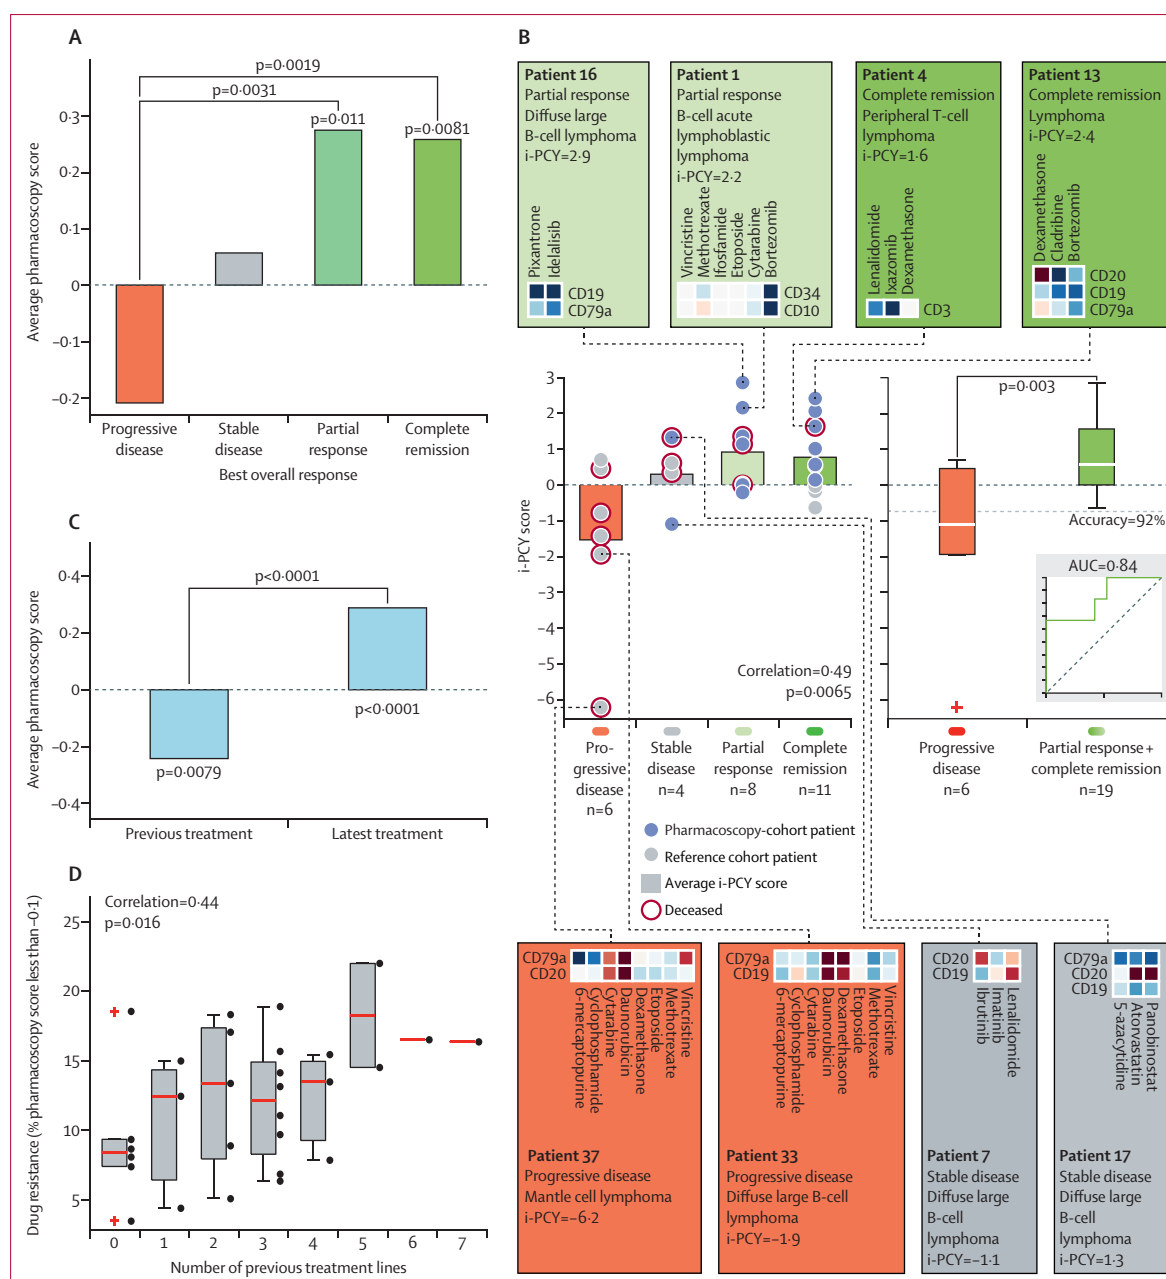 A
Average pharmacoscopy score
0·3
0·2
0·1
0
–0·1
–0·2
p=0·0019
p=0·0031
p=0·011
p=0·0081
Progressive
disease
Stable
disease
Partial
response
Complete
remission
Best overall response
B
Patient 16
Partial response
Diffuse large
B-cell lymphoma
i-PCY=2·9
Pixantrone
Idelalisib
CD19
CD79a
Patient 1
Partial response
B-cell acute
lymphoblastic
lymphoma
i-PCY=2·2
Vincristine
Methotrexate
Ifosfamide
Etoposide
Cytarabine
Bortezomib
CD34
CD10
Patient 4
Complete remission
Peripheral T-cell
lymphoma
i-PCY=1·6
Lenalidomide
Ixazomib
Dexamethasone
CD3
Patient 13
Complete remission
Lymphoma
i-PCY=2·4
Dexamethasone
Cladribine
Bortezomib
CD20
CD19
CD79a
i-PCY score
3
2
1
0
–1
–2
–3
–4
–5
–6
Correlation=0·49
p=0·0065
Pro-
gressive
disease
n=6
Stable
disease
n=4
Partial
response
n=8
Complete
remission
n=11
p=0·003
Accuracy=92%
AUC=0·84
Progressive
disease
n=6
Partial response+
complete remission
n=19
Pharmacoscopy-cohort patient
Reference cohort patient
Average i-PCY score
Deceased
CD79a
CD20
6-mercaptopurine
Cyclophosphamide
Cytarabine
Daunorubicin
Dexamethasone
Etoposide
Methotrexate
Vincristine
Patient 37
Progressive disease
Mantle cell lymphoma
i-PCY=–6·2
CD79a
CD19
6-mercaptopurine
Cyclophosphamide
Cytarabine
Daunorubicin
Dexamethasone
Etoposide
Methotrexate
Vincristine
Patient 33
Progressive disease
Diffuse large B-cell
lymphoma
i-PCY=–1·9
CD20
CD19
Ibrutinib
Imatinib
Lenalidomide
Patient 7
Stable disease
Diffuse large
B-cell
lymphoma
i-PCY=–1·1
CD79a
CD20
CD19
5-azacytidine
Atorvastatin
Panobinostat
Patient 17
Stable disease
Diffuse large
B-cell
lymphoma
i-PCY=1·3
C
Average pharmacoscopy score
0·4
0·2
0
–0·2
–0·4
p<0·0001
p=0·0079
p<0·0001
Previous treatment
Latest treatment
D
Drug resistance (% pharmacoscopy score less than –0·1)
Correlation=0·44
p=0·016
25
20
15
10
5
0
1
2
3
4
5
6
7
Number of previous treatment lines